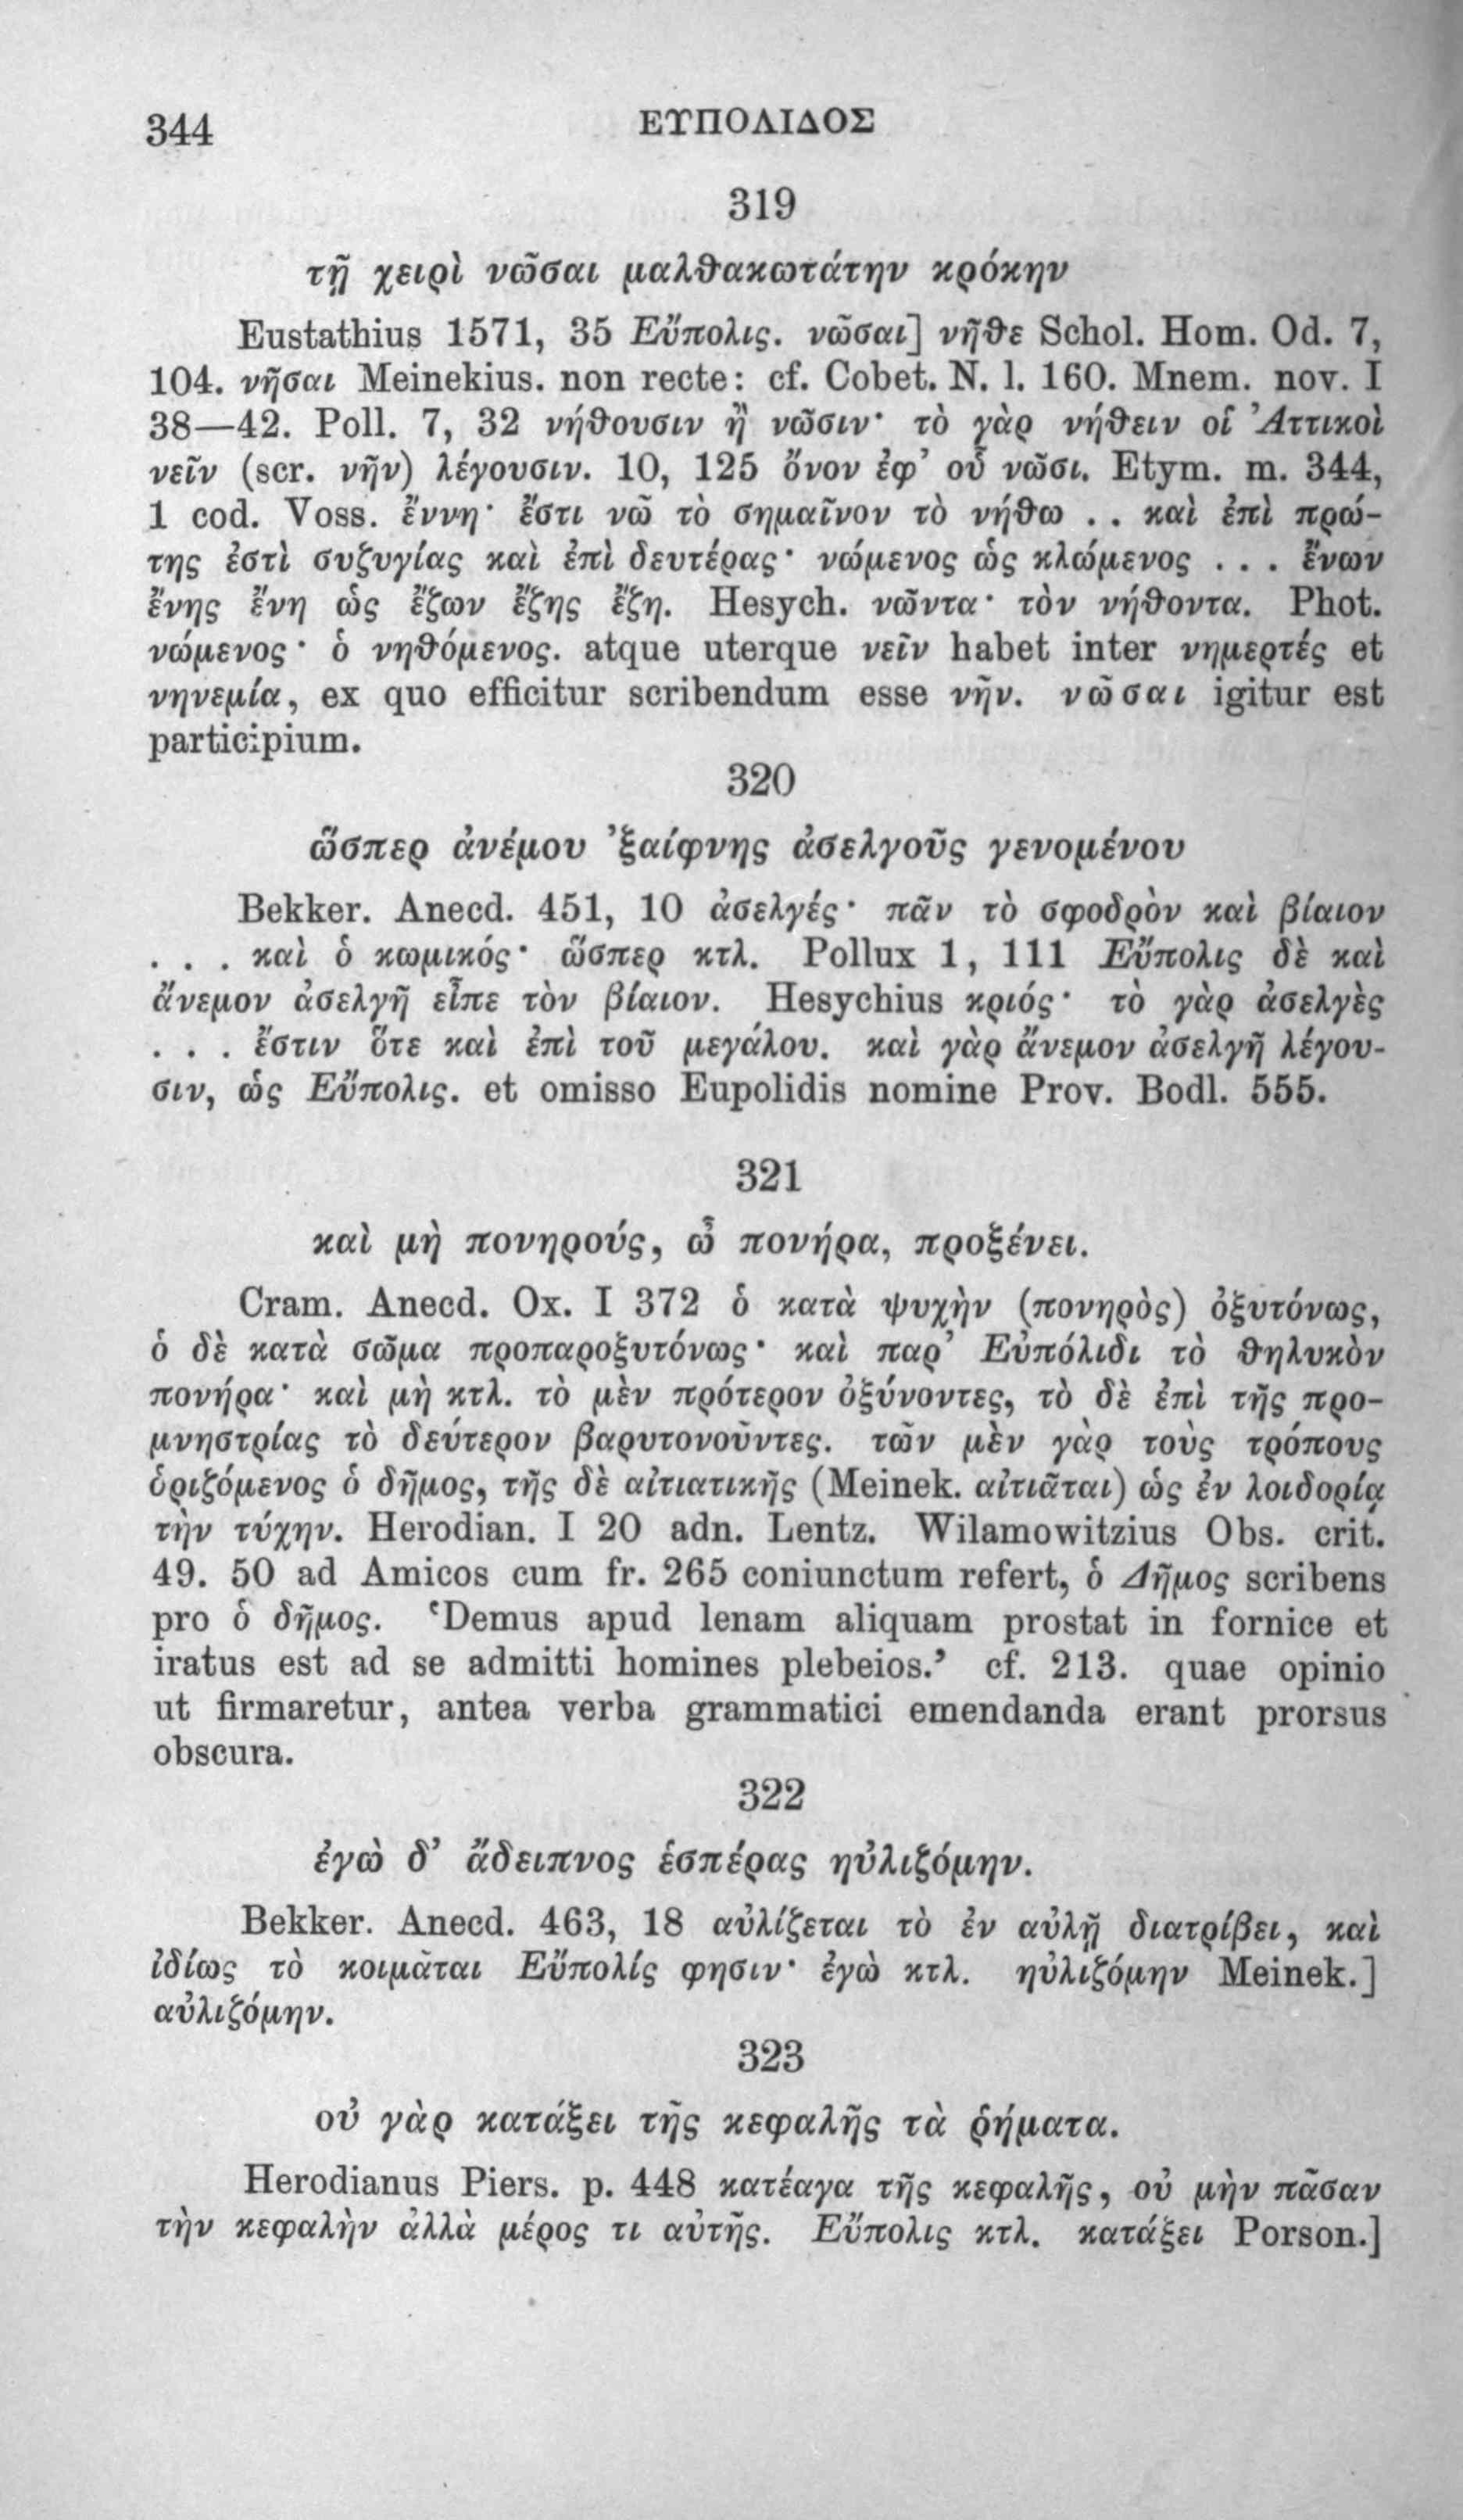 344
ΕΥΠΟΛΙΔΟΣ
319
τῇ χειρὶ νῶσαι μαλθακωτάτην κρόκην
Eustathius 1571, 35 Εὔπολις. νῶσαι] νῆθε Schol. Hom. Od. 7,
104. νῆσαι Meinekius. non recte: cf. Cobet. N. l. 160. Mnem. nov. I
38—42. Poll. 7, 32 νήθουσιν ἢ νῶσιν· τὸ γὰρ νήθειν οἱ Ἀττικοὶ
νεῖν (scr. νῆν) λέγουσιν. 10, 125 ὄνον ἐφ’ οὗ νῶσι. Etym. m. 344,
1 cod. Voss. ἔννη· ἔστι νῶ τὸ σημαῖνον τὸ νήθω . . καὶ ἐπὶ πρώ-
της ἐστὶ συζυγίας καὶ ἐπὶ δευτέρας· νώμενος ὡς κλώμενος . . . ἔνων
ἔνης ἔνη ὡς ἔζων ἔζης ἔζη. Hesych. νῶντα· τὸν νήθοντα. Phot.
νώμενος· ὁ νηθόμενος. atque uterque νεῖν habet inter νημερτές et
νηνεμία, ex quo efficitur scribendum esse νῆν. νῶσαι igitur est
participium.
320
ὥσπερ ἀνέμου ’ξαίφνης ἀσελγοῦς γενομένου
Bekker. Anecd. 451, 10 ἀσελγές· πᾶν τὸ σφοδρὸν καὶ βίαιον
. . . καὶ ὁ κωμικός· ὥσπερ κτλ. Pollux 1, 111 Εὔπολις δὲ καὶ
ἄνεμον ἀσελγῆ εἶπε τὸν βίαιον. Hesychius κριός· τὸ γὰρ ἀσελγὲς
. . . ἔστιν ὅτε καὶ ἐπὶ τοῦ μεγάλου. καὶ γὰρ ἄνεμον ἀσελγῆ λέγου-
σιν, ὡς Εὔπολις. et omisso Eupolidis nomine Prov. Bodl. 555.
321
καὶ μὴ πονηρούς, ὦ πονήρα, προξένει.
Cram. Anecd. Ox. I 372 ὁ κατὰ ψυχὴν (πονηρὸς) ὀξυτόνως,
ὁ δὲ κατὰ σῶμα προπαροξυτόνως· καὶ παρ’ Εὐπόλιδι τὸ θηλυκὸν
πονήρα· καὶ μὴ κτλ. τὸ μὲν πρότερον ὀξύνοντες, τὸ δὲ ἐπὶ τῆς προ-
μνηστρίας τὸ δεύτερον βαρυτονοῦντες. τῶν μὲν γὰρ τοὺς τρόπους
ὁριζόμενος ὁ δῆμος, τῆς δὲ αἰτιατικῆς (Meinek. αἰτιᾶται) ὡς ἐν λοιδορίᾳ
τὴν τύχην. Herodian. I 20 adn. Lentz. Wilamowitzius Obs. crit.
49. 50 ad Amicos cum fr. 265 coniunctum refert, ὁ Δῆμος scribens
pro ὁ δῆμος. ‘Demus apud lenam aliquam prostat in fornice et
iratus est ad se admitti homines plebeios.’ cf. 213. quae opinio
ut firmaretur, antea verba grammatici emendanda erant prorsus
obscura.
322
ἐγὼ δ’ ἄδειπνος ἑσπέρας ηὐλιζόμην.
Bekker. Anecd. 463, 18 αὐλίζεται τὸ ἐν αὐλῇ διατρίβει, καὶ
ἰδίως τὸ κοιμᾶται Εὔπολίς φησιν· ἐγὼ κτλ. ηὐλιζόμην Meinek.]
αὐλιζόμην.
323
οὐ γὰρ κατάξει τῆς κεφαλῆς τὰ ῥήματα.
Herodianus Piers. p. 448 κατέαγα τῆς κεφαλῆς, οὐ μὴν πᾶσαν
τὴν κεφαλὴν ἀλλὰ μέρος τι αὐτῆς. Εὔπολις κτλ. κατάξει Porson.]